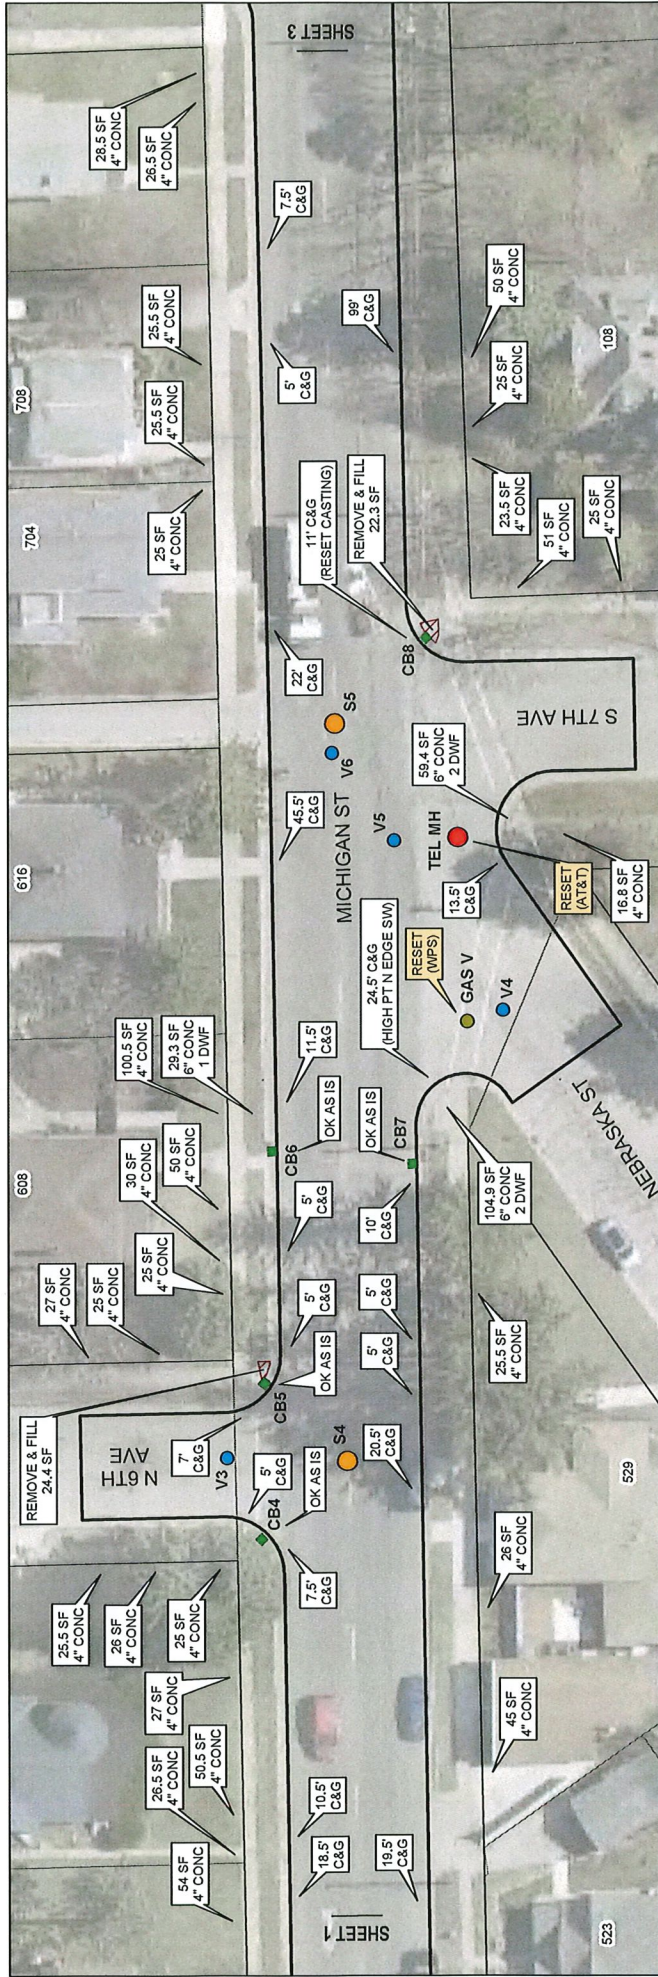 SHEET 1
SHEET 3
MICHIGAN ST
N 6TH
AVE
S 7TH AVE
NEBRASKA ST
608
616
704
708
523
529
108
54 SF
4" CONC
26.5 SF
4" CONC
50.5 SF
4" CONC
27 SF
4" CONC
25.5 SF
4" CONC
26 SF
4" CONC
25 SF
4" CONC
REMOVE & FILL
24.4 SF
27 SF
4" CONC
25 SF
4" CONC
25 SF
4" CONC
30 SF
4" CONC
50 SF
4" CONC
100.5 SF
4" CONC
29.3 SF
6" CONC
1 DWF
25 SF
4" CONC
25.5 SF
4" CONC
25.5 SF
4" CONC
26.5 SF
4" CONC
28.5 SF
4" CONC
18.5'
C&G
10.5'
C&G
7.5'
C&G
CB4
OK AS IS
5'
C&G
V3
7'
C&G
CB5
OK AS IS
5'
C&G
5'
C&G
CB6
OK AS IS
11.5'
C&G
45.5'
C&G
22'
C&G
5'
C&G
7.5'
C&G
S4
V6
S5
V5
19.5'
C&G
20.5'
C&G
5'
C&G
5'
C&G
10'
C&G
CB7
OK AS IS
24.5' C&G
(HIGH PT N EDGE SW)
RESET
(WPS)
GAS V
V4
13.5'
C&G
TEL MH
RESET
(AT&T)
59.4 SF
6" CONC
2 DWF
16.8 SF
4" CONC
104.9 SF
6" CONC
2 DWF
CB8
11' C&G
(RESET CASTING)
REMOVE & FILL
22.3 SF
99'
C&G
45 SF
4" CONC
26 SF
4" CONC
25.5 SF
4" CONC
25 SF
4" CONC
51 SF
4" CONC
23.5 SF
4" CONC
25 SF
4" CONC
50 SF
4" CONC